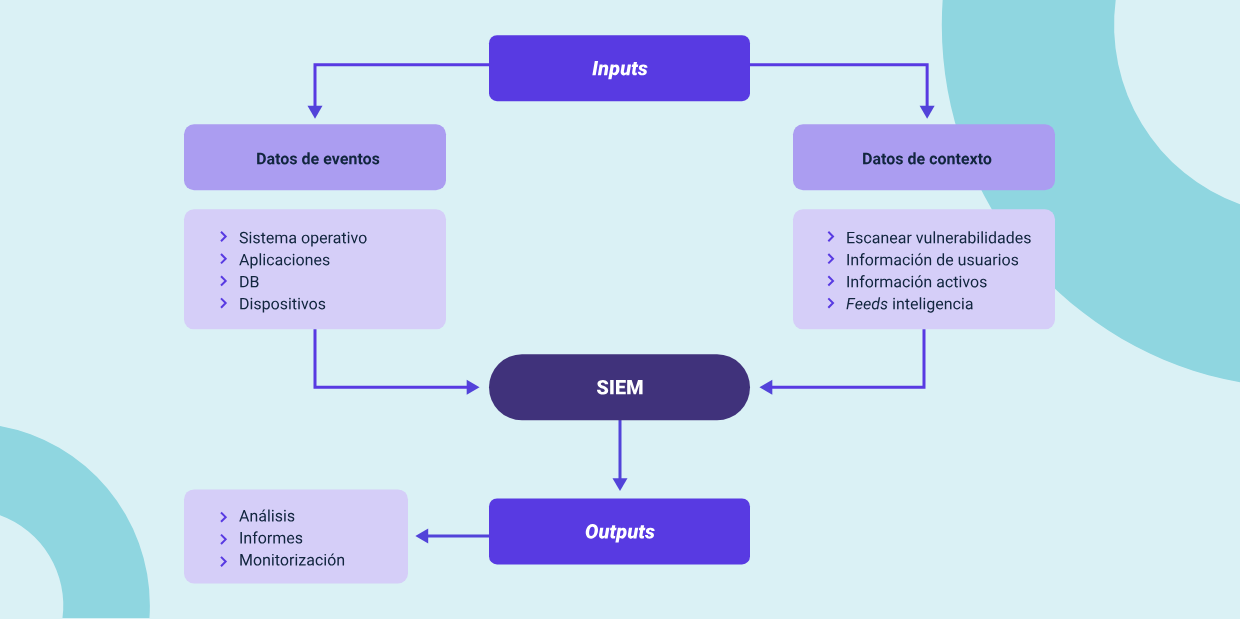 Inputs
Datos de eventos
Sistema operativo
Aplicaciones
DB
Dispositivos
Datos de contexto
Escanear vulnerabilidades
Información de usuarios
Información activos
Feeds inteligencia
SIEM
Outputs
Análisis
Informes
Monitorización